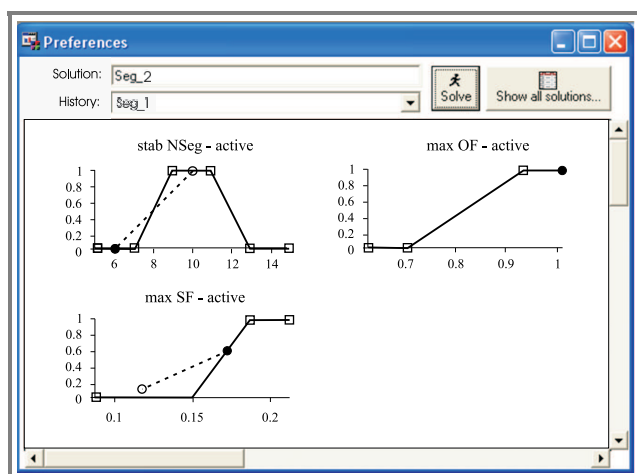 Preferences
Solution: Seg_2
History: Seg_1
Solve
Show all solutions...
stab NSeg - active
1
0.8
0.6
0.4
0.2
0
6 8 10 12 14
max OF - active
1
0.8
0.6
0.4
0.2
0
0.7 0.8 0.9 1
max SF - active
1
0.8
0.6
0.4
0.2
0
0.1 0.15 0.2